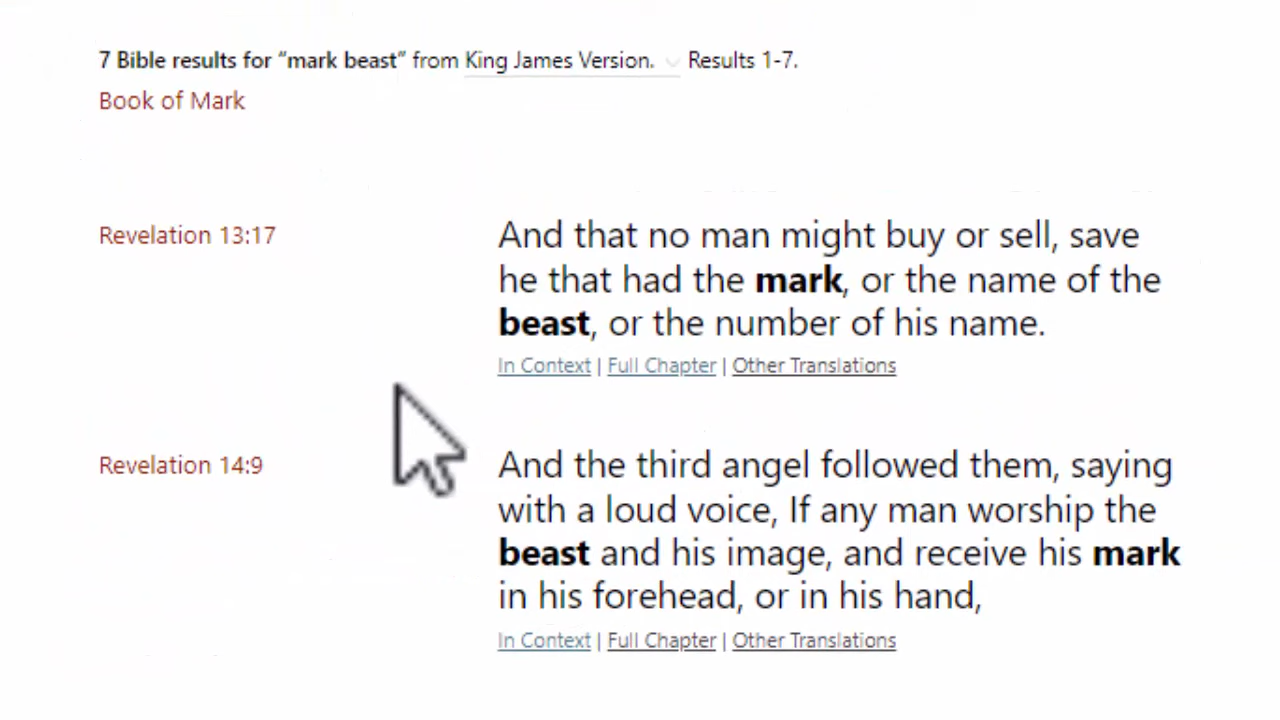 7 Bible results for “mark beast” from King James Version. Results 1-7.
Book of Mark
Revelation 13:17
And that no man might buy or sell, save
he that had the mark, or the name of the
beast, or the number of his name.
In Context | Full Chapter | Other Translations
Revelation 14:9
And the third angel followed them, saying
with a loud voice, If any man worship the
beast and his image, and receive his mark
in his forehead, or in his hand,
In Context | Full Chapter | Other Translations